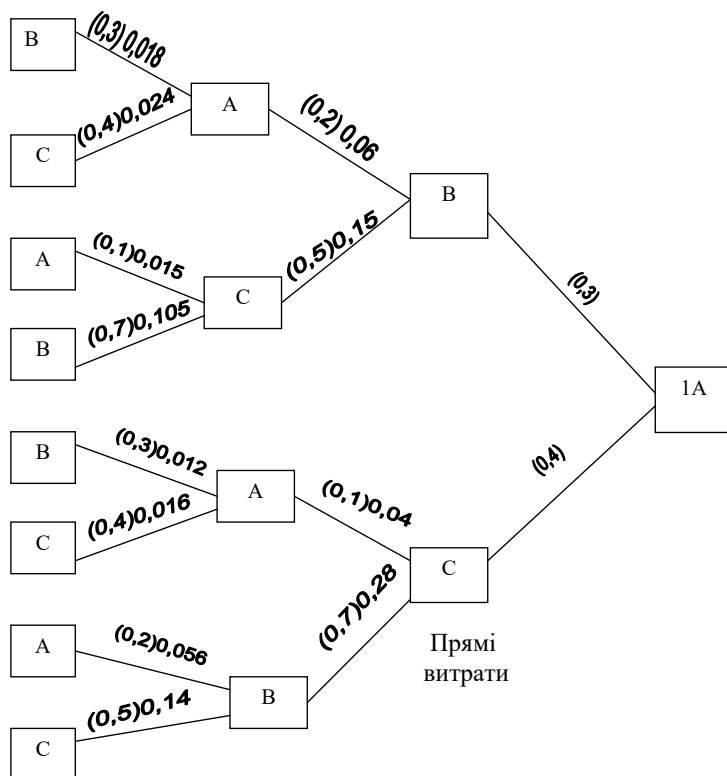 B
(0,3)0,018
A
(0,4)0,024
C
(0,2)0,06
B
A
(0,1)0,015
C
(0,5)0,15
(0,7)0,105
B
(0,3)
1A
B
(0,3)0,012
A
(0,4)0,016
C
(0,1)0,04
(0,4)
C
A
(0,2)0,056
B
(0,7)0,28
(0,5)0,14
C
Прямі
витрати